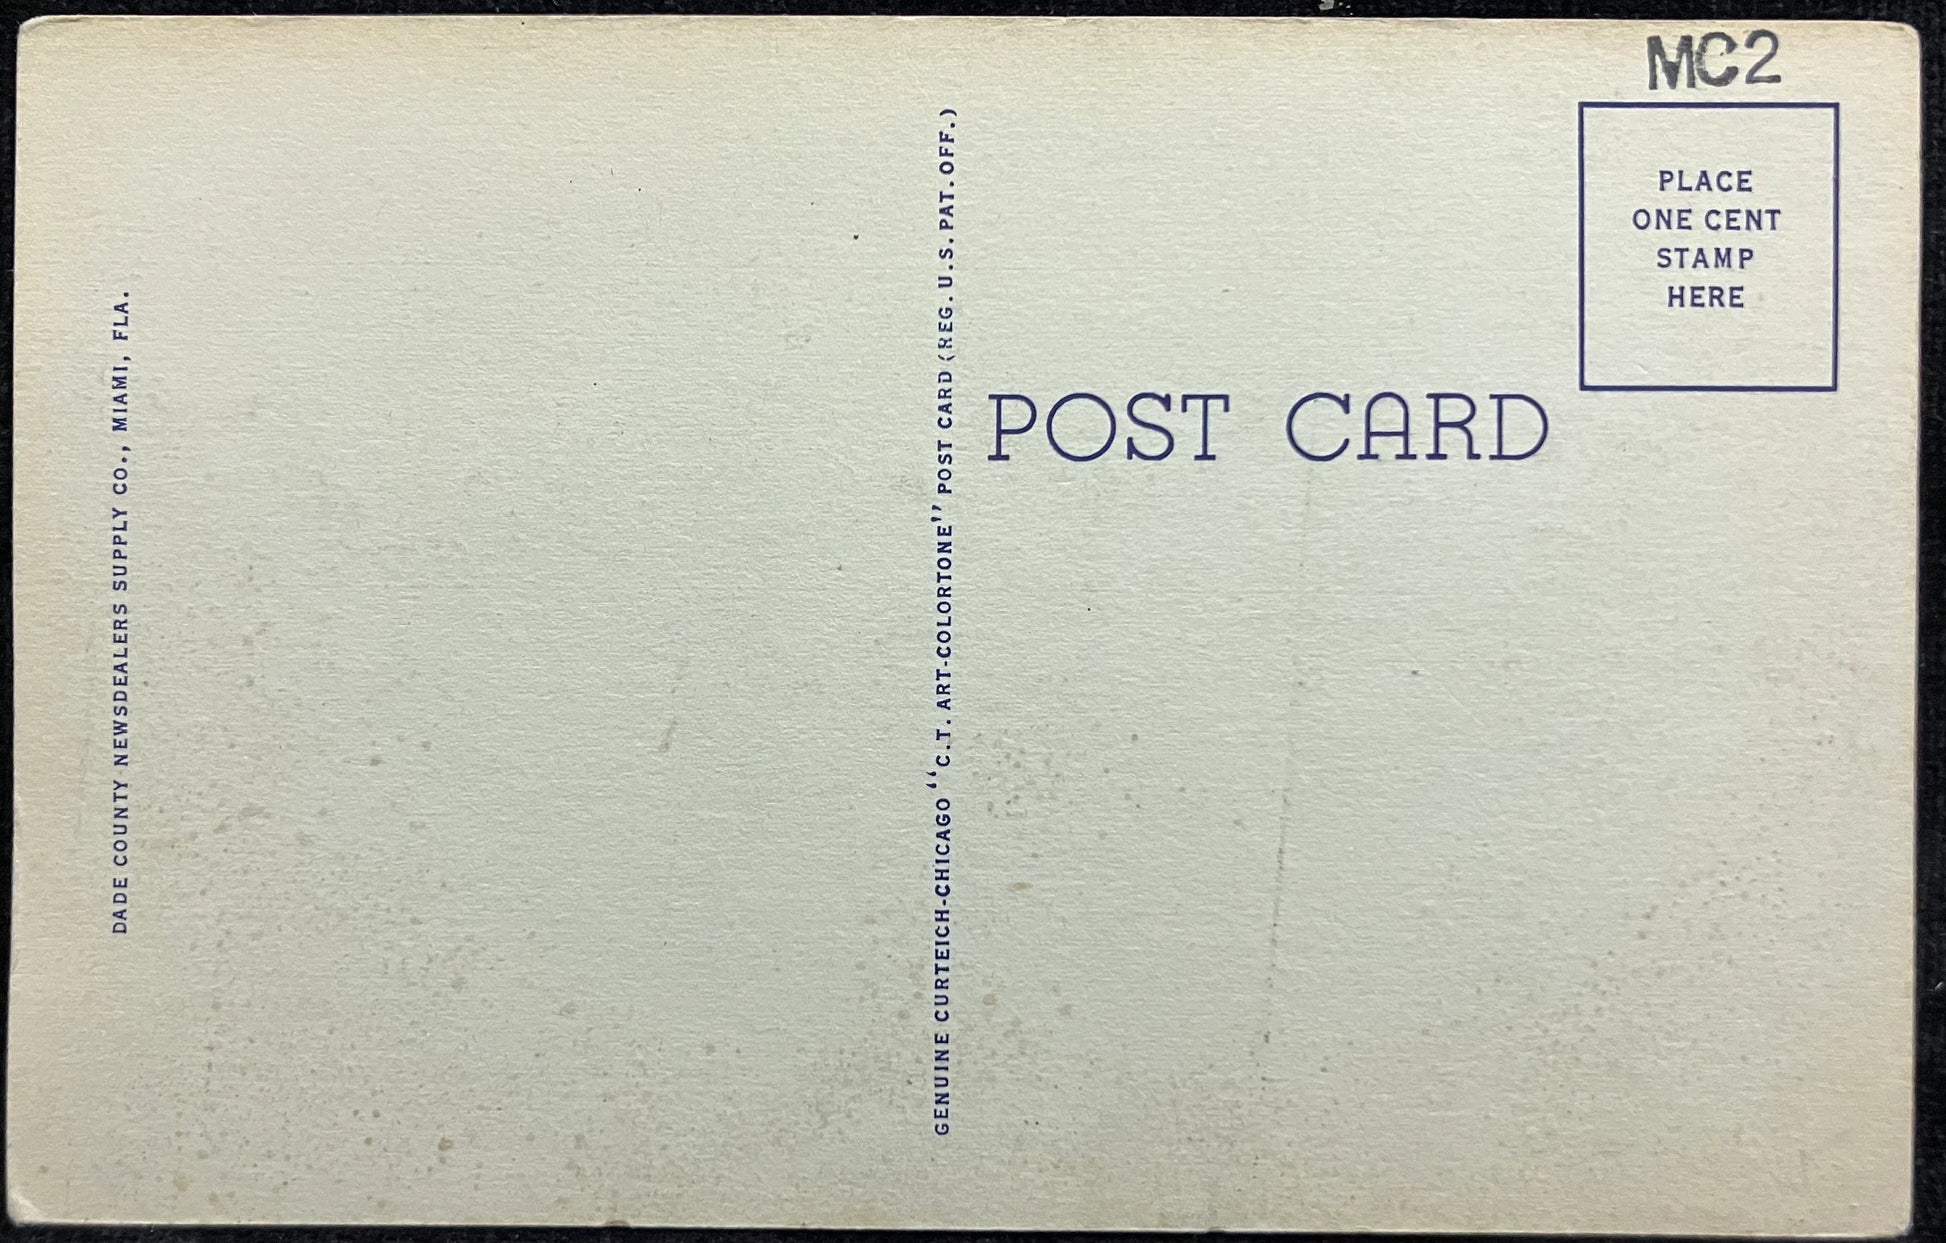 MC2
PLACE
ONE CENT
STAMP
HERE
POST CARD
DADE COUNTY NEWSDEALERS SUPPLY CO., MIAMI, FLA.
GENUINE CURTEICH-CHICAGO "C.T. ART-COLORTONE" POST CARD (REG. U.S. PAT. OFF.)